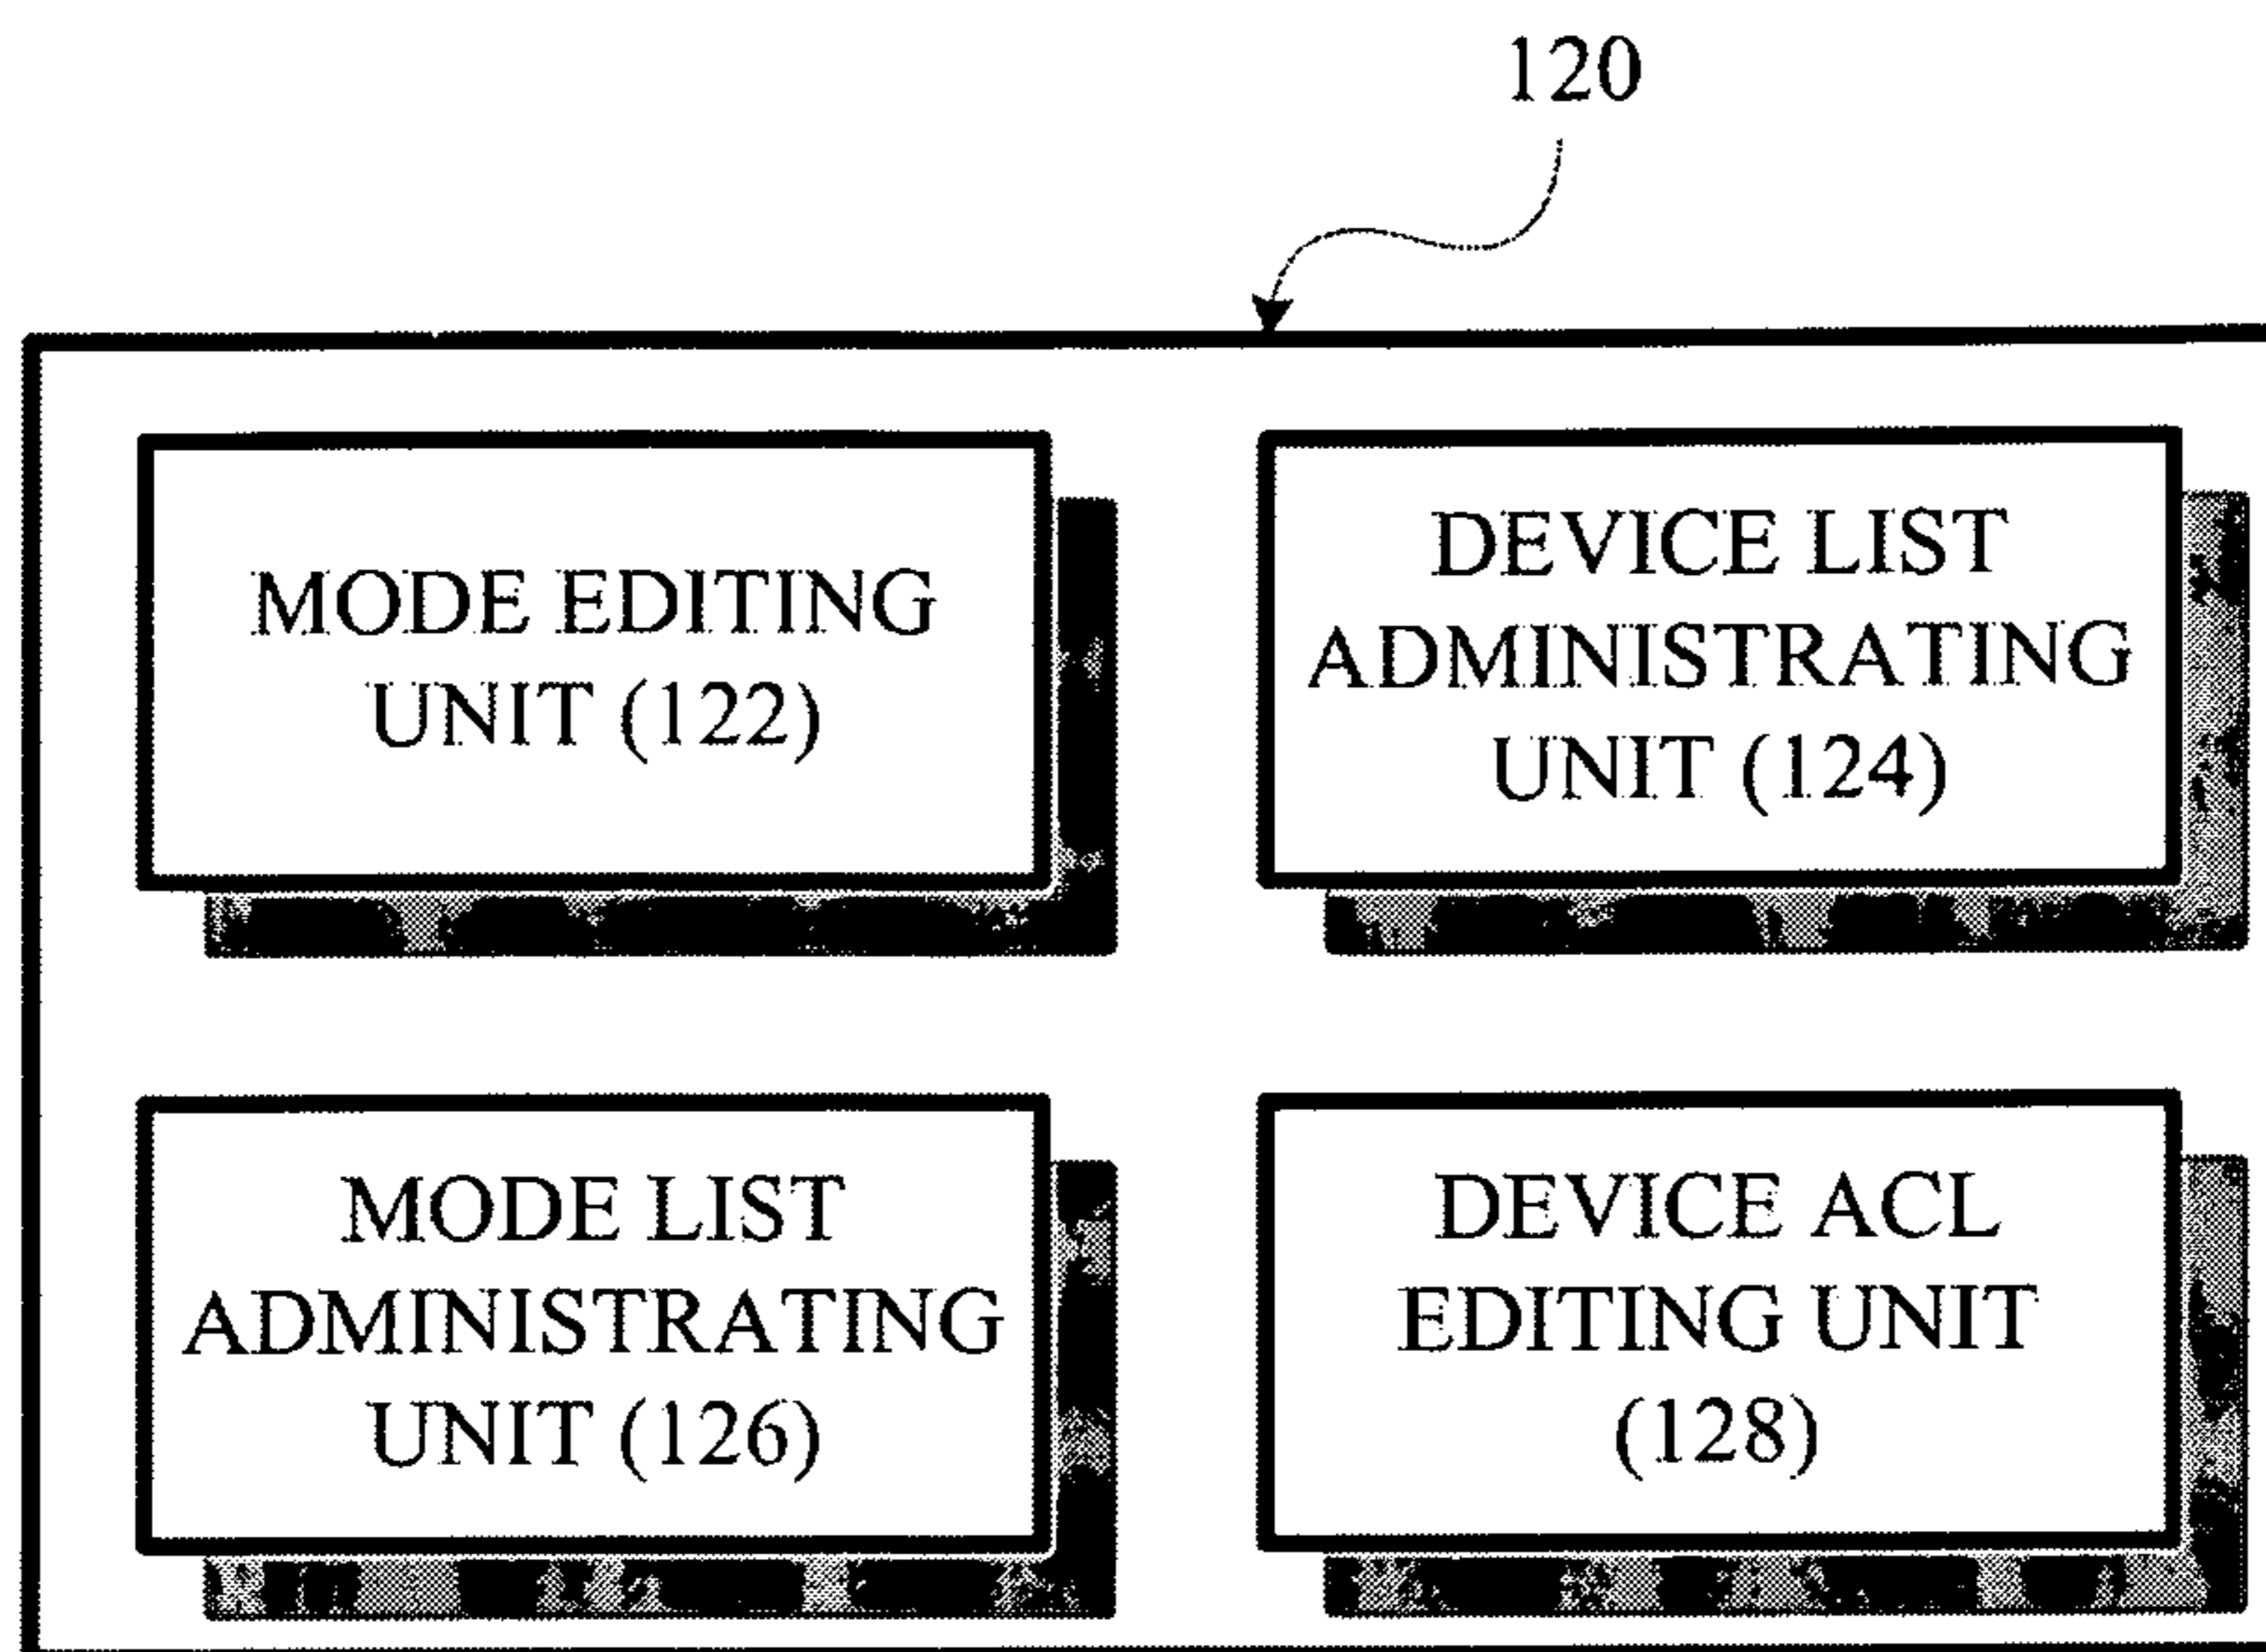 120
MODE EDITING
UNIT (122)
DEVICE LIST
ADMINISTRATING
UNIT (124)
MODE LIST
ADMINISTRATING
UNIT (126)
DEVICE ACL
EDITING UNIT
(128)